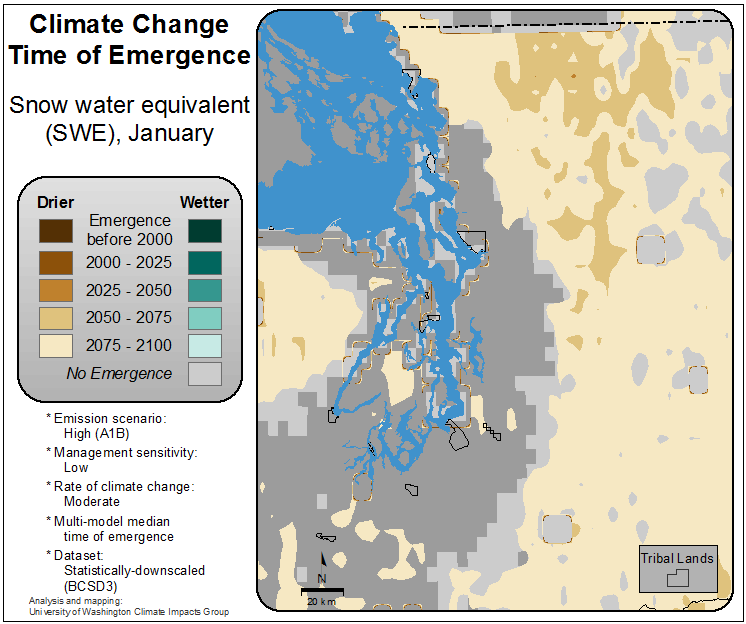 Climate Change
Time of Emergence
Snow water equivalent
(SWE), January
Drier Wetter
Emergence
before 2000
2000 - 2025
2025 - 2050
2050 - 2075
2075 - 2100
No Emergence
* Emission scenario:
High (A1B)
* Management sensitivity:
Low
* Rate of climate change:
Moderate
* Multi-model median
time of emergence
* Dataset:
Statistically-downscaled
(BCSD3)
Analysis and mapping:
University of Washington Climate Impacts Group
N
20 km
Tribal Lands